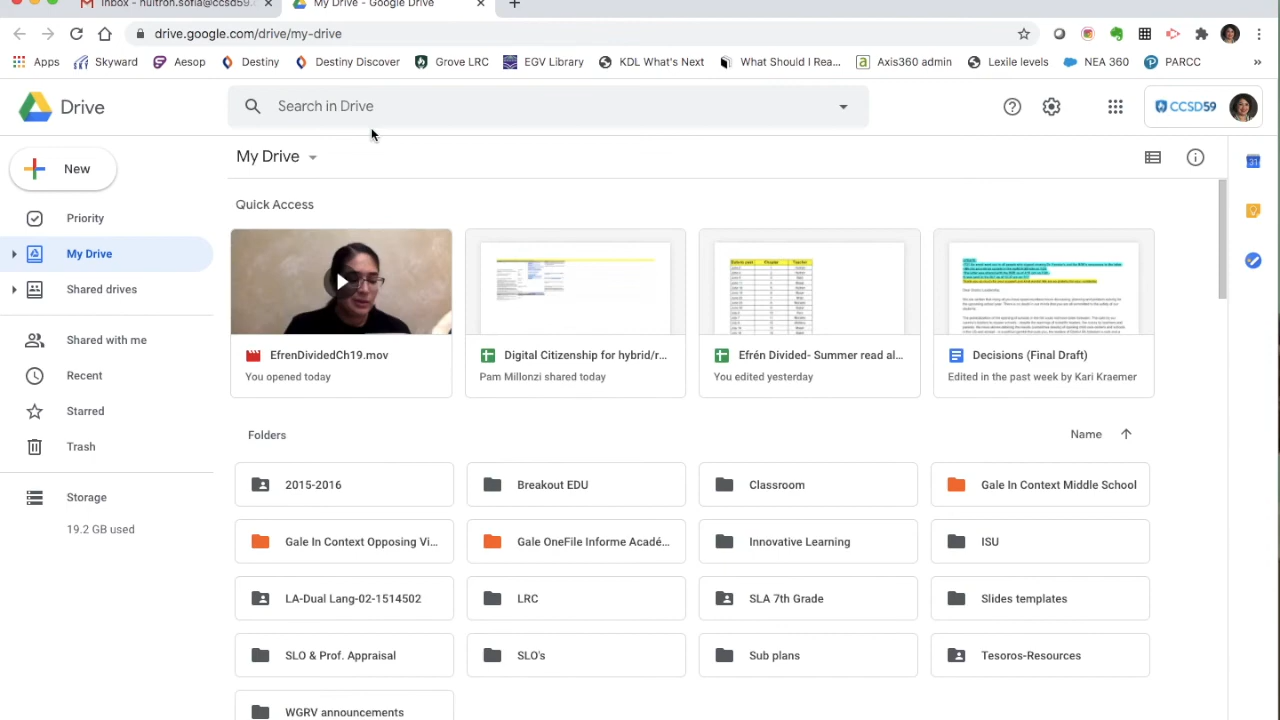 Inbox - hultron.sofia@ccsd59.
My Drive - Google Drive
drive.google.com/drive/my-drive
Apps Skyward Aesop Destiny Destiny Discover Grove LRC EGV Library KDL What's Next What Should I Rea... Axis360 admin Lexile levels NEA 360 PARCC »
Drive
Search in Drive
CCSD59
New
My Drive
Priority
My Drive
Shared drives
Shared with me
Recent
Starred
Trash
Storage
19.2 GB used
Quick Access
EfrenDividedCh19.mov
You opened today
Digital Citizenship for hybrid/r...
Pam Millonzi shared today
Efrén Divided- Summer read al...
You edited yesterday
Decisions (Final Draft)
Edited in the past week by Kari Kraemer
Folders
Name
2015-2016
Breakout EDU
Classroom
Gale In Context Middle School
Gale In Context Opposing Vi...
Gale OneFile Informe Acadé...
Innovative Learning
ISU
LA-Dual Lang-02-1514502
LRC
SLA 7th Grade
Slides templates
SLO & Prof. Appraisal
SLO's
Sub plans
Tesoros-Resources
WGRV announcements
31